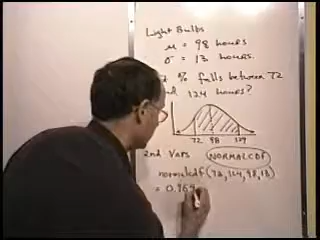 Light Bulbs
μ = 98 hours
σ = 13 hours.
% falls between 72
124 hours?
72 98 124
2nd Vars NORMALCDF
normalcdf (72, 124, 98, 13)
= 0.95